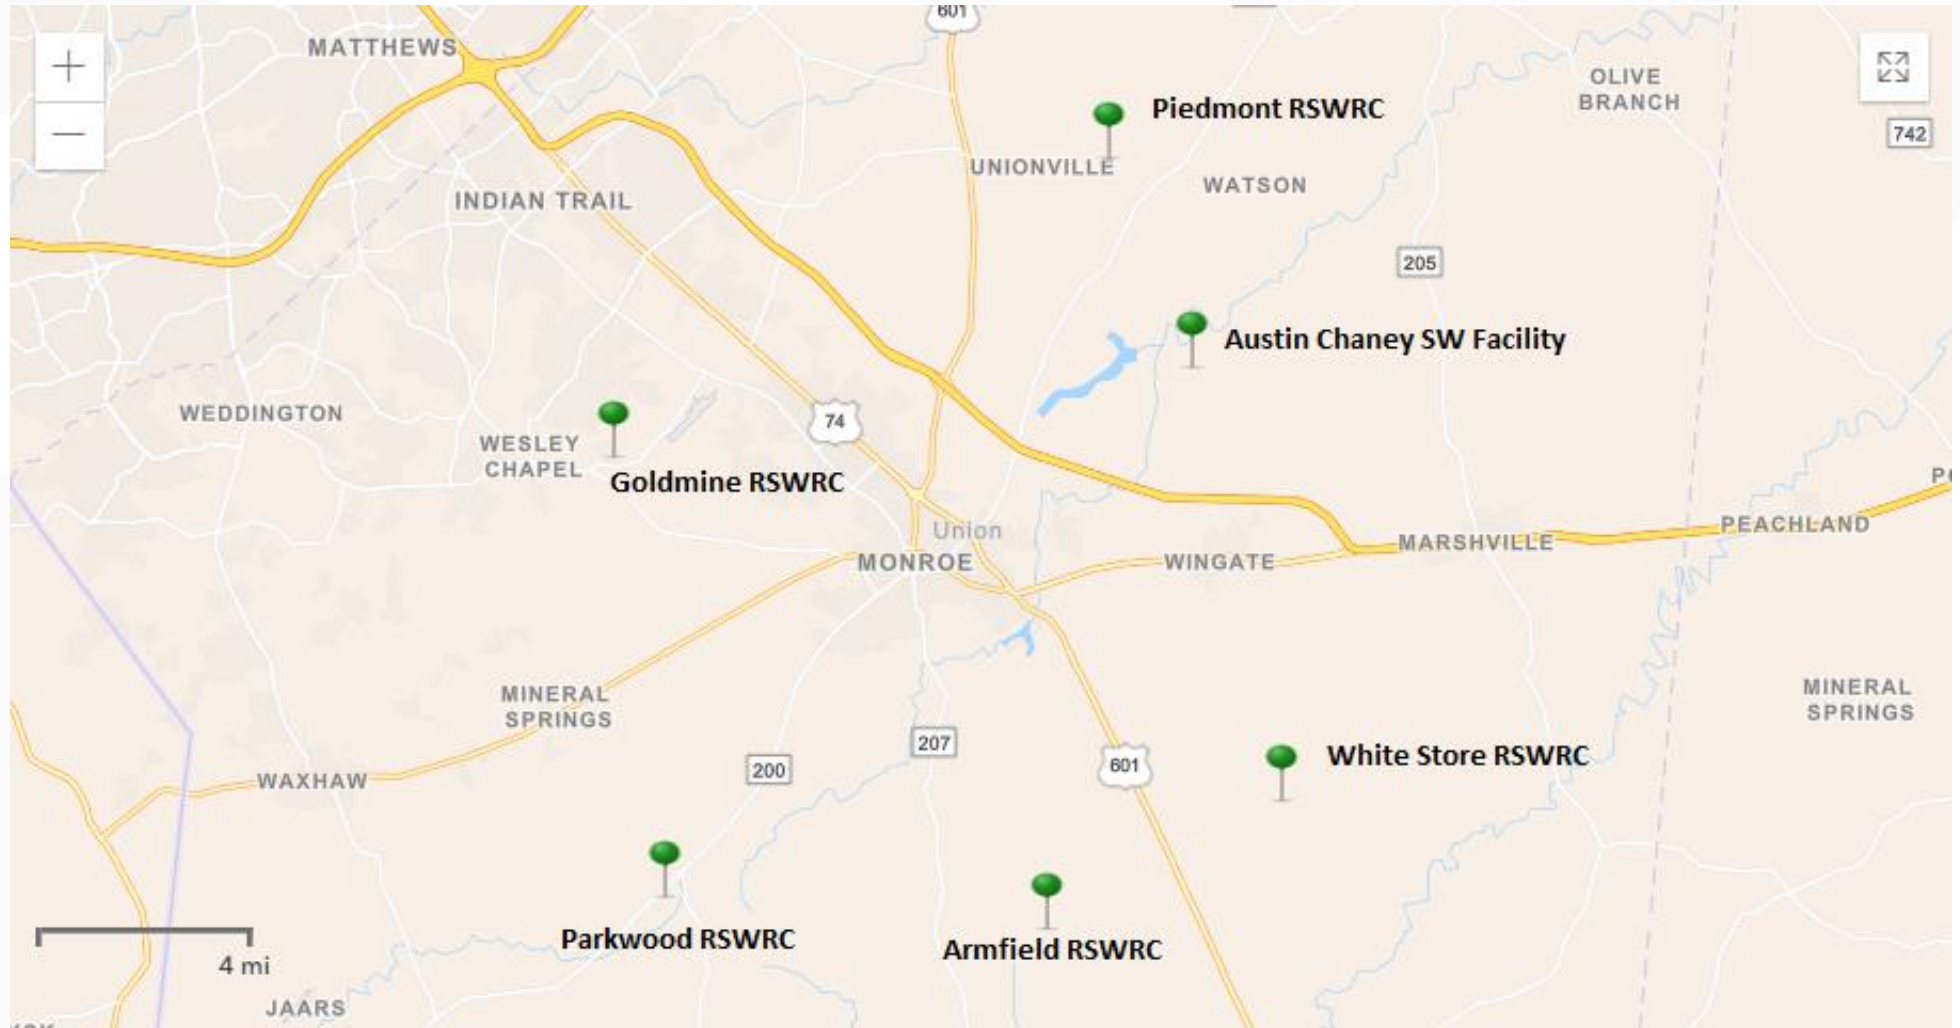 601
MATTHEWS
OLIVE
BRANCH
Piedmont RSWRC
742
UNIONVILLE
WATSON
INDIAN TRAIL
205
Austin Chaney SW Facility
WEDDINGTON
74
WESLEY
CHAPEL
Goldmine RSWRC
Union
PEACHLAND
MARSHVILLE
MONROE
WINGATE
MINERAL
SPRINGS
MINERAL
SPRINGS
207
200
601
White Store RSWRC
WAXHAW
Parkwood RSWRC
Armfield RSWRC
4 mi
JAARS